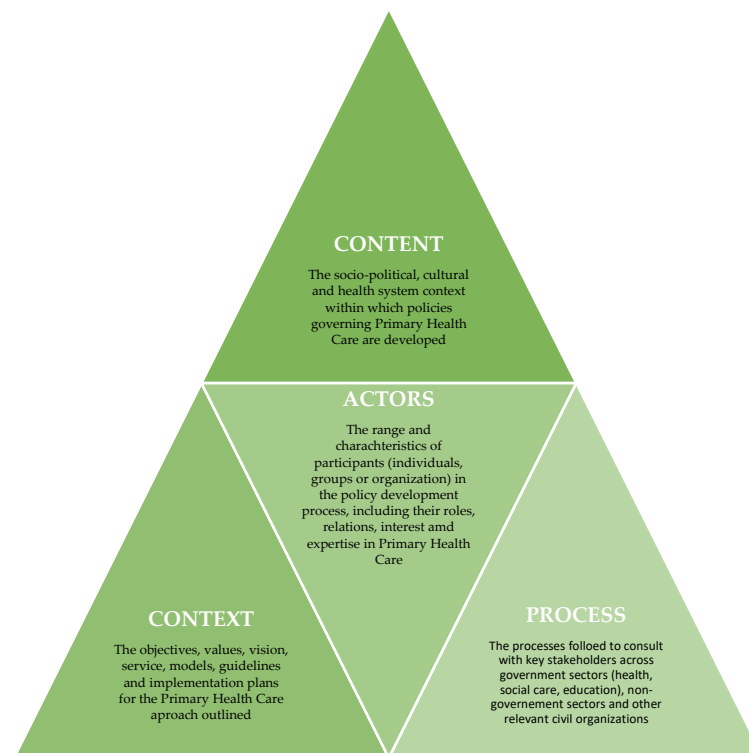 CONTENT
The socio-political, cultural
and health system context
within which policies
governing Primary Health
Care are developed
ACTORS
The range and
charachteristics of
participants (individuals,
groups or organization) in
the policy development
process, including their roles,
relations, interest amd
expertise in Primary Health
Care
CONTEXT
The objectives, values, vision,
service, models, guidelines
and implementation plans
for the Primary Health Care
aproach outlined
PROCESS
The processes folloed to consult
with key stakeholders across
government sectors (health,
social care, education), non-
governement sectors and other
relevant civil organizations